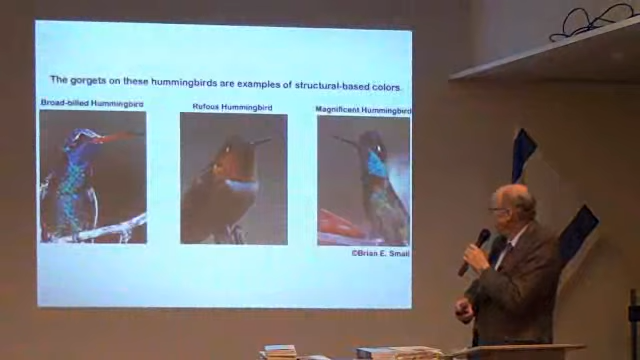 The gorgets on these hummingbirds are examples of structural-based colors.
Broad-billed Hummingbird
Rufous Hummingbird
Magnificent Hummingbird
©Brian E. Small